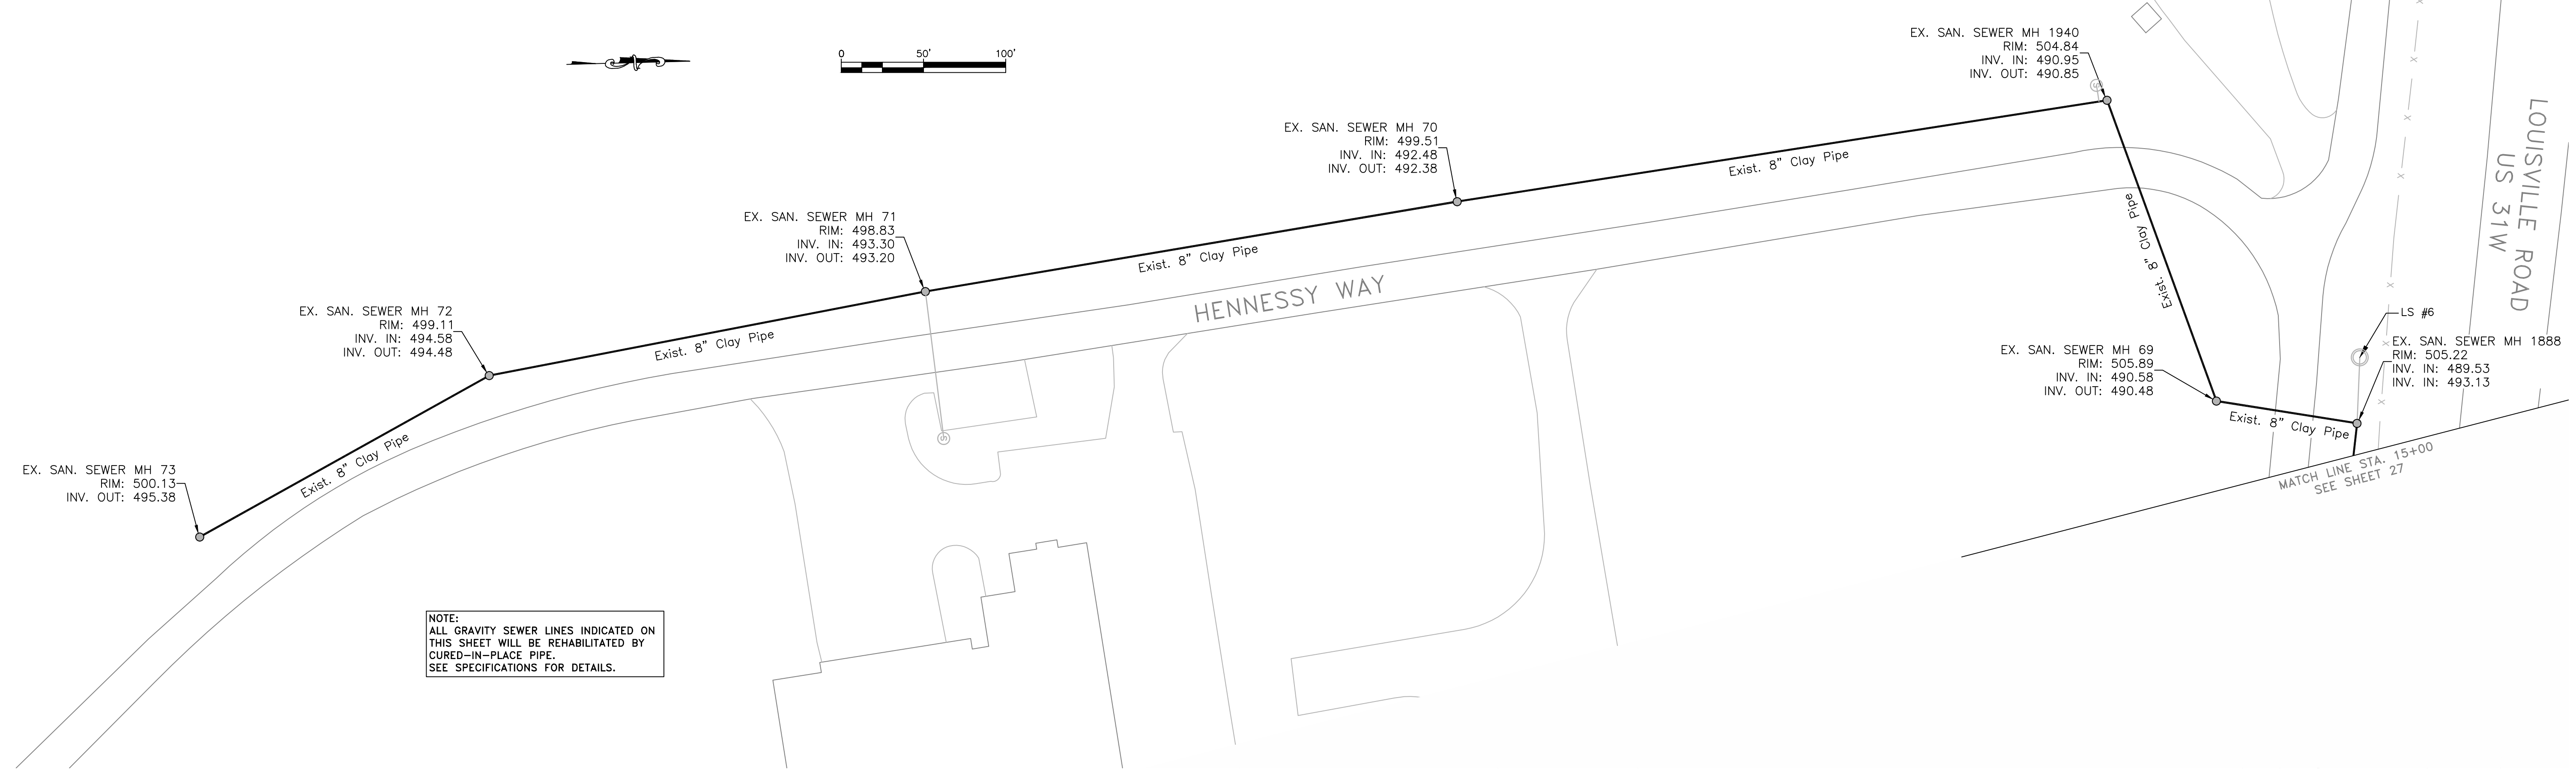 0 50' 100'
EX. SAN. SEWER MH 1940
RIM: 504.84
INV. IN: 490.95
INV. OUT: 490.85
S
LOUISVILLE ROAD
US 31W
EX. SAN. SEWER MH 70
RIM: 499.51
INV. IN: 492.48
INV. OUT: 492.38
Exist. 8" Clay Pipe
EX. SAN. SEWER MH 71
RIM: 498.83
INV. IN: 493.30
INV. OUT: 493.20
Exist. 8" Clay Pipe
Exist. 8" Clay Pipe
HENNESSY WAY
EX. SAN. SEWER MH 72
RIM: 499.11
INV. IN: 494.58
INV. OUT: 494.48
Exist. 8" Clay Pipe
LS #6
EX. SAN. SEWER MH 1888
RIM: 505.22
INV. IN: 489.53
INV. IN: 493.13
EX. SAN. SEWER MH 69
RIM: 505.89
INV. IN: 490.58
INV. OUT: 490.48
Exist. 8" Clay Pipe
S
EX. SAN. SEWER MH 73
RIM: 500.13
INV. OUT: 495.38
Exist. 8" Clay Pipe
MATCH LINE STA. 15+00
SEE SHEET 27
NOTE:
ALL GRAVITY SEWER LINES INDICATED ON
THIS SHEET WILL BE REHABILITATED BY
CURED-IN-PLACE PIPE.
SEE SPECIFICATIONS FOR DETAILS.